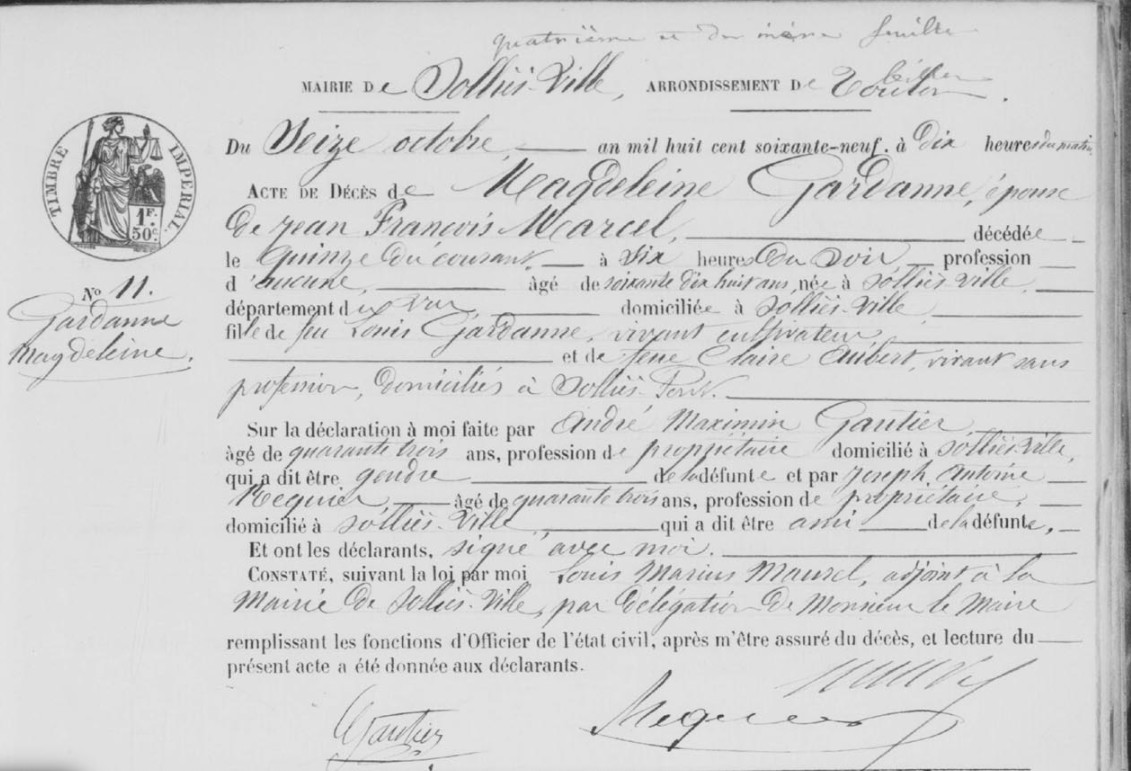 quatrième et der même feuille
MAIRIE De Solliès-Ville, ARRONDISSEMENT De Toulon.
Du Seize octobre, an mil huit cent soixante-neuf. à Dix heures du matin
TIMBRE IMPERIAL.
1 F. 50 c.
ACTE DE DÉCÈS de Magdeleine Gardanne, épouse
De Jean François Marcel, décédée
le Quinze du courant, à Six heures Du Soir profession
d'aucune, âgé de soixante dix huit ans, née à Solliès-Ville,
No 11.
Gardanne
Magdeleine.
département du Var, domiciliée à Solliès-Ville,
fille de feu Louis Gardanne, vivant cultivateur,
et de feue Claire Aubert, vivant sans
profession, domiciliés à Solliès-Pont.
Sur la déclaration à moi faite par André Maximin Gautier,
âgé de quarante trois ans, profession de propriétaire domicilié à Solliès-Ville,
qui a dit être gendre de la défunte et par Joseph Antoine
Requier, âgé de quarante trois ans, profession de propriétaire,
domicilié à Solliès-Ville, qui a dit être ami de la défunte,
Et ont les déclarants, signé avec moi.
CONSTATÉ, suivant la loi par moi Louis Marius Maurel, adjoint à la
Mairie de Solliès-Ville, par Délégation De Monsieur le Maire
remplissant les fonctions d'Officier de l'état civil, après m'être assuré du décès, et lecture du
présent acte a été donnée aux déclarants.
Gautier